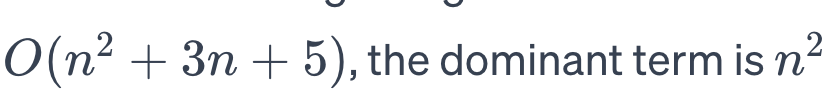 O(n² + 3n + 5), the dominant term is n²